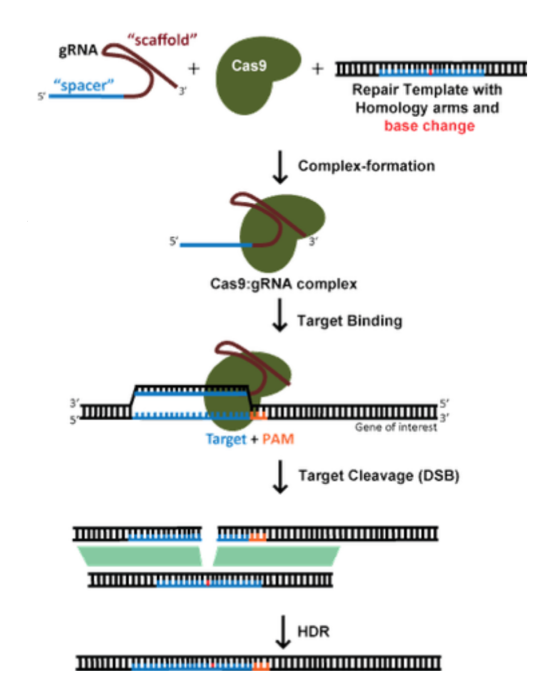 gRNA
"scaffold"
"spacer"
5'
3'
+
Cas9
+
Repair Template with
Homology arms and
base change
Complex-formation
5'
3'
Cas9:gRNA complex
Target Binding
3'
5'
5'
3'
Gene of interest
Target + PAM
Target Cleavage (DSB)
HDR